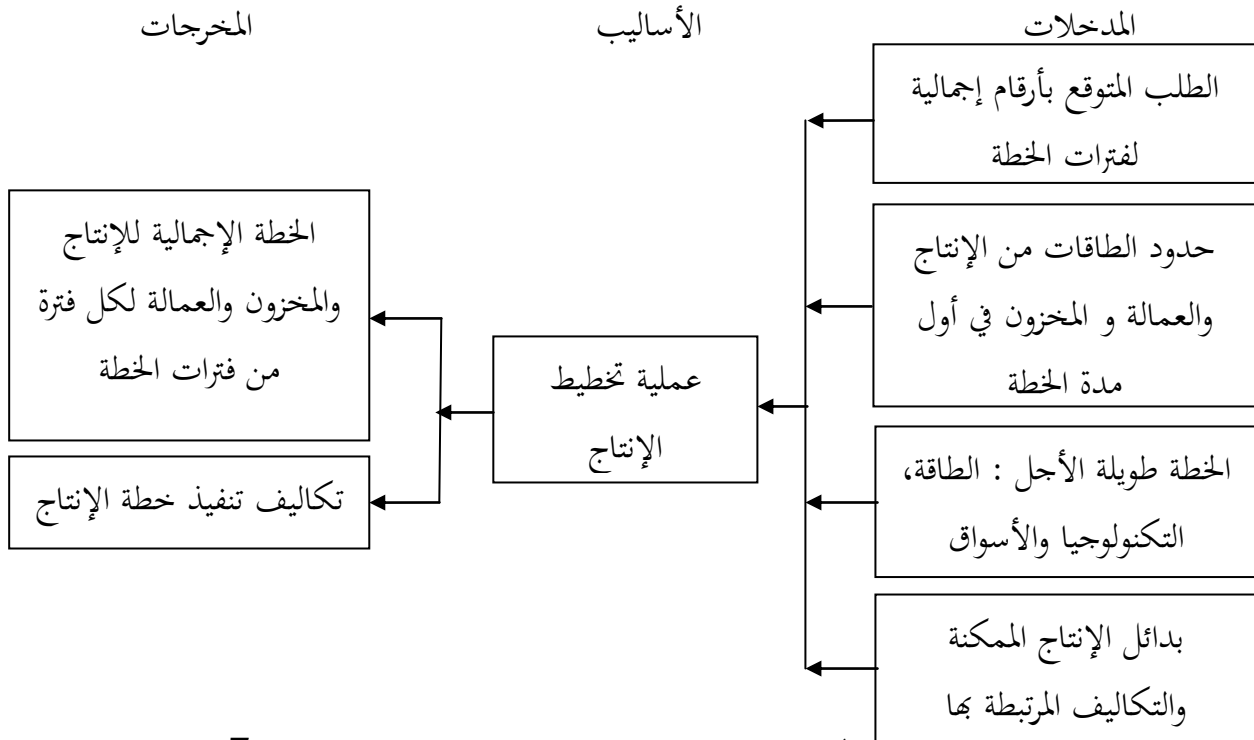 المدخلات
الأساليب
المخرجات
الطلب المتوقع بأرقام إجمالية
لفترات الخطة
حدود الطاقات من الإنتاج
والعمالة و المخزون في أول
مدة الخطة
الخطة طويلة الأجل : الطاقة،
التكنولوجيا والأسواق
بدائل الإنتاج الممكنة
والتكاليف المرتبطة بها
عملية تخطيط
الإنتاج
الخطة الإجمالية للإنتاج
والمخزون والعمالة لكل فترة
من فترات الخطة
تكاليف تنفيذ خطة الإنتاج